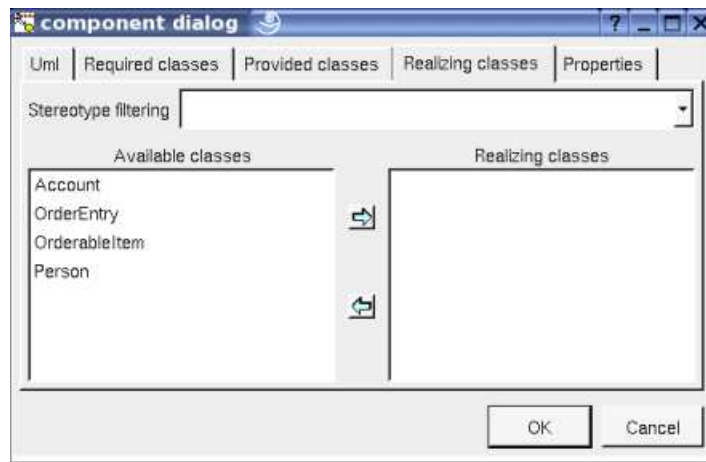 component dialog
Uml Required classes Provided classes Realizing classes Properties
Stereotype filtering
Available classes Realizing classes
Account
OrderEntry
OrderableItem
Person
OK Cancel